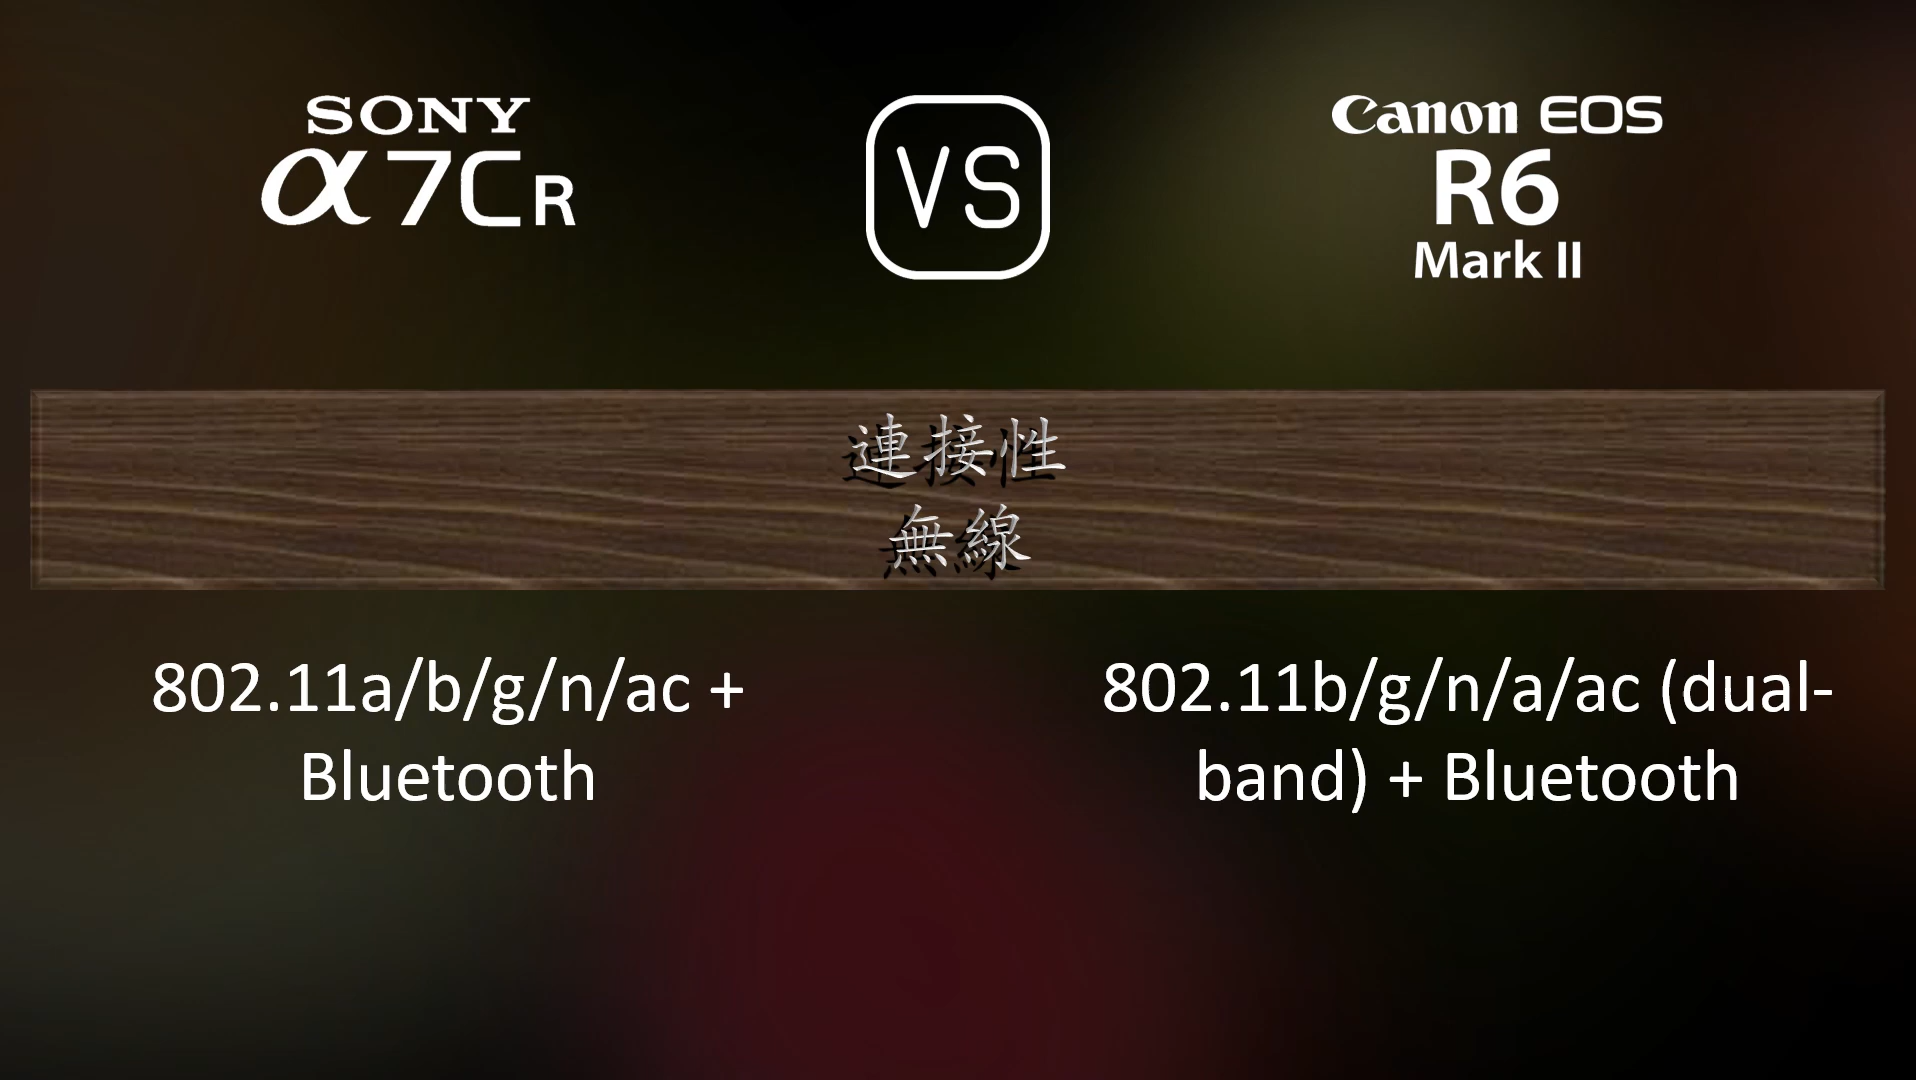 SONY
α7CR
VS
Canon EOS
R6
Mark II
連接性
無線
802.11a/b/g/n/ac +
Bluetooth
802.11b/g/n/a/ac (dual-
band) + Bluetooth